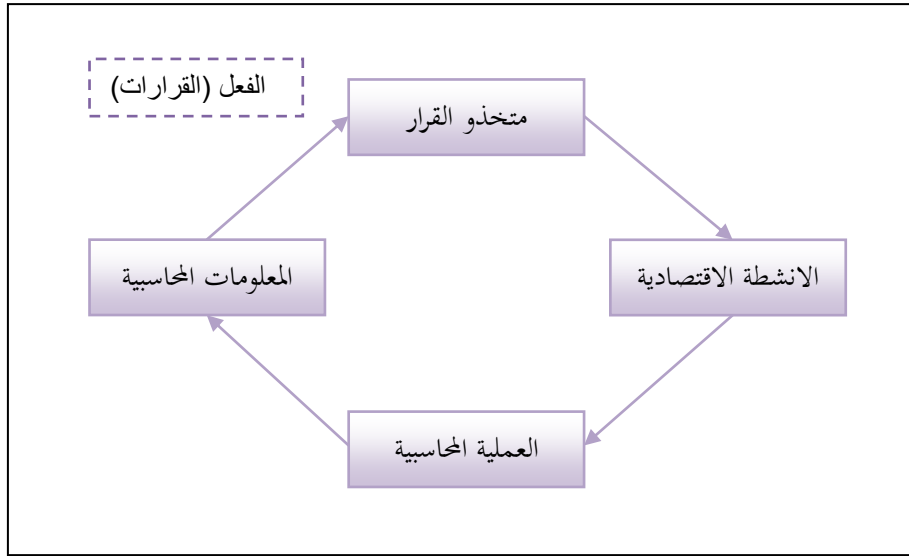 الفعل (القرارات)
متخذو القرار
المعلومات المحاسبية
الانشطة الاقتصادية
العملية المحاسبية